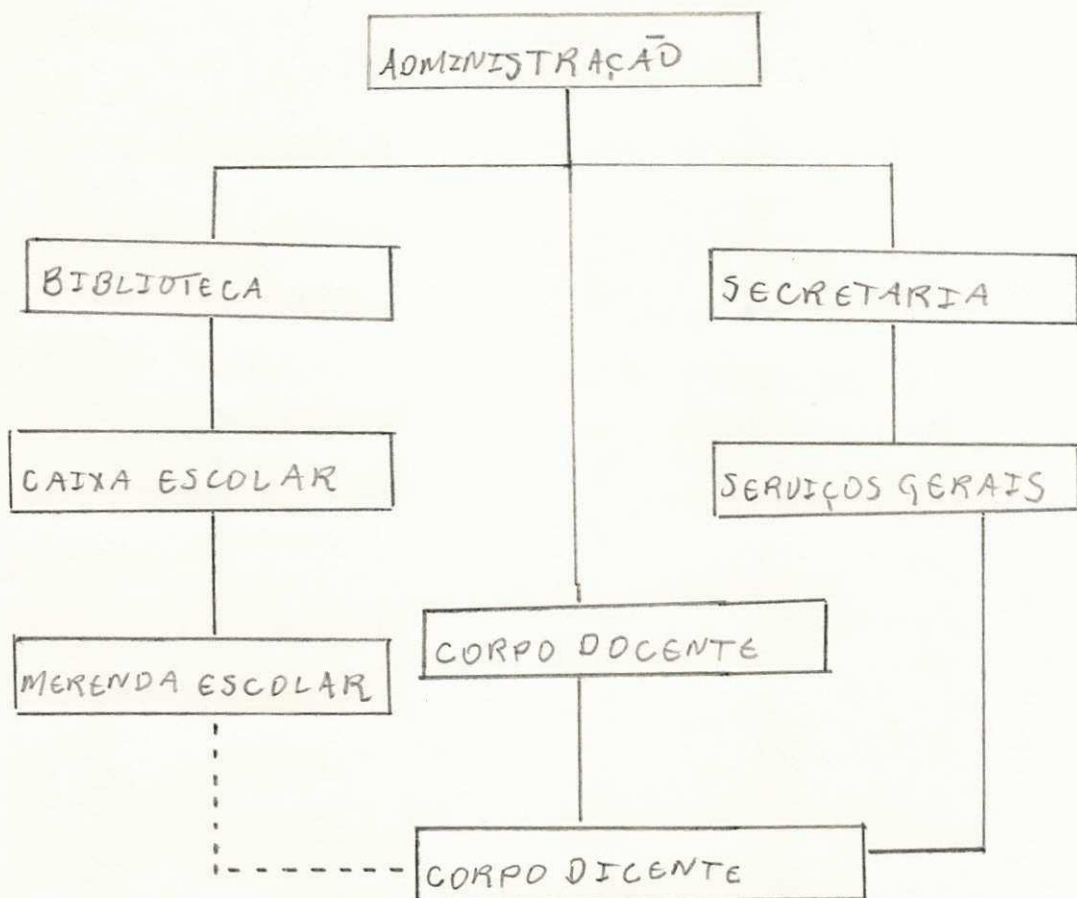 ADMINISTRAÇÃO
BIBLIOTECA
SECRETARIA
CAIXA ESCOLAR
SERVIÇOS GERAIS
CORPO DOCENTE
MERENDA ESCOLAR
CORPO DICENTE